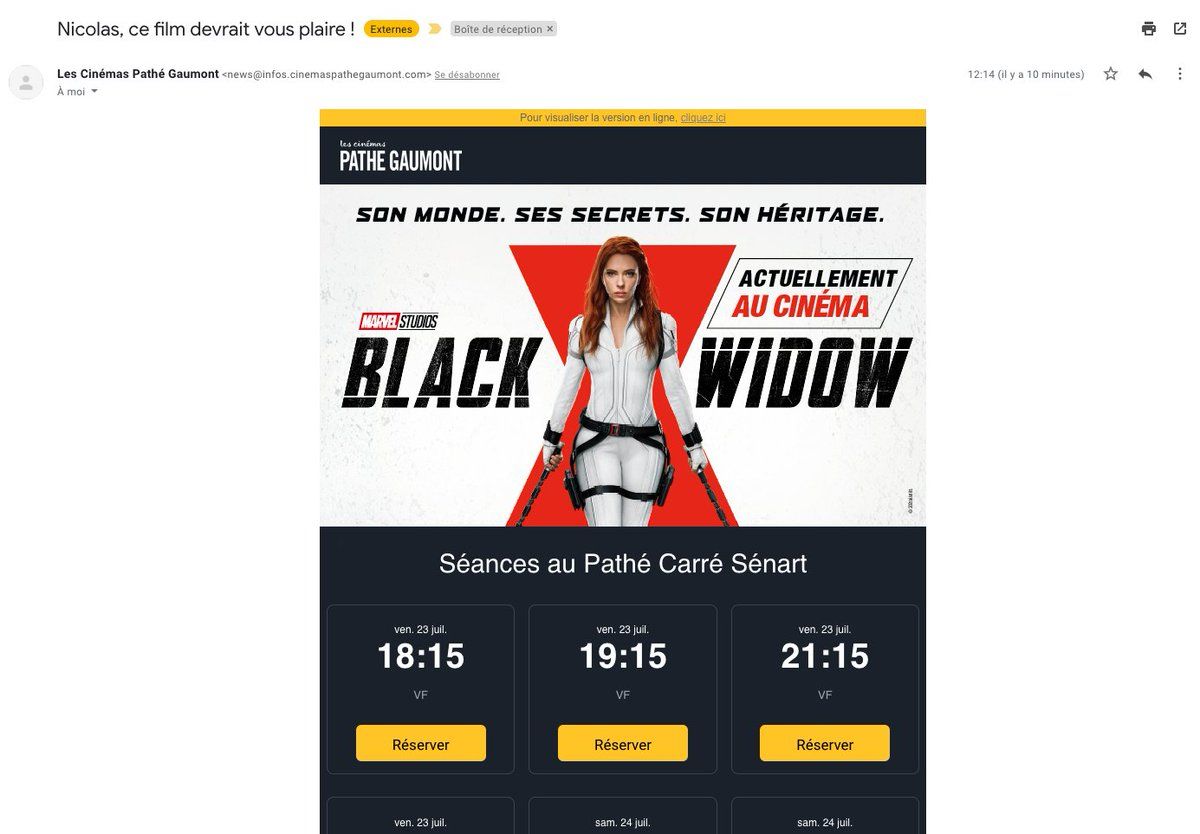 Nicolas, ce film devrait vous plaire ! Externes Boîte de réception ×
Les Cinémas Pathé Gaumont <news@infos.cinemaspathegaumont.com> Se désabonner
12:14 (il y a 10 minutes)
À moi
Pour visualiser la version en ligne, cliquez ici
les cinémas
PATHE GAUMONT
SON MONDE. SES SECRETS. SON HÉRITAGE.
ACTUELLEMENT
AU CINÉMA
MARVEL STUDIOS
BLACK WIDOW
Séances au Pathé Carré Sénart
ven. 23 juil.
18:15
VF
Réserver
ven. 23 juil.
19:15
VF
Réserver
ven. 23 juil.
21:15
VF
Réserver
ven. 23 juil.
sam. 24 juil.
sam. 24 juil.